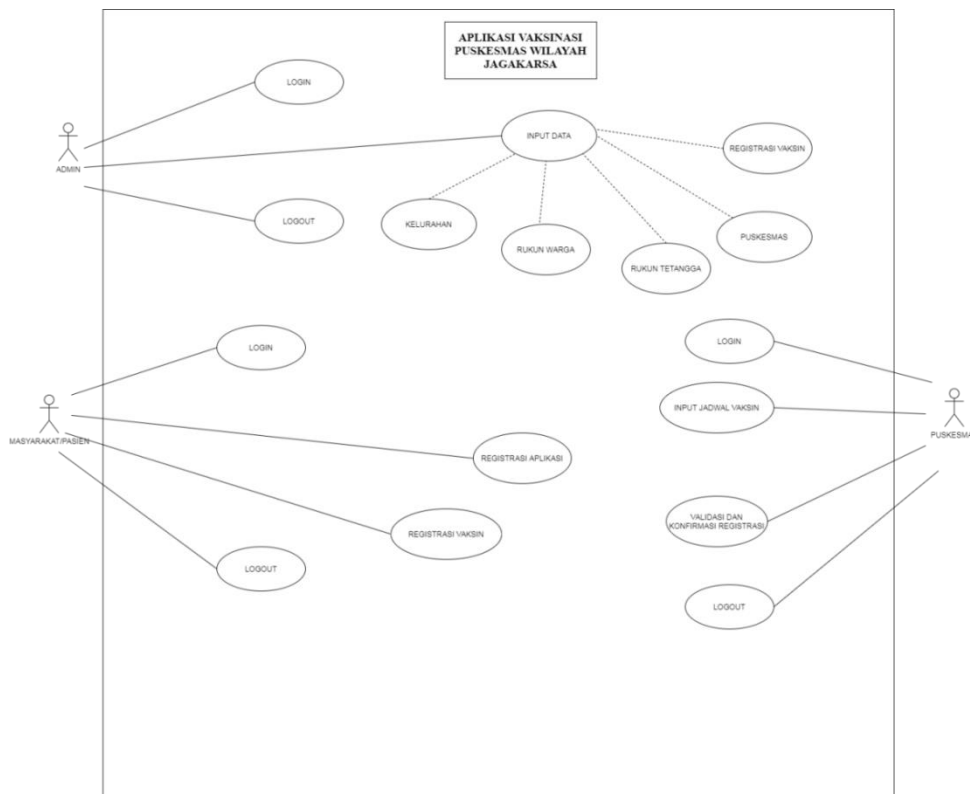 APLIKASI VAKSINASI
PUSKESMAS WILAYAH
JAGAKARSA
LOGIN
INPUT DATA
REGISTRASI VAKSIN
ADMIN
LOGOUT
KELURAHAN
RUKUN WARGA
RUKUN TETANGGA
PUSKESMAS
LOGIN
LOGIN
INPUT JADWAL VAKSIN
MASYARAKAT/PASIEN
PUSKESMA
REGISTRASI APLIKASI
REGISTRASI VAKSIN
VALIDASI DAN
KONFIRMASI REGISTRASI
LOGOUT
LOGOUT